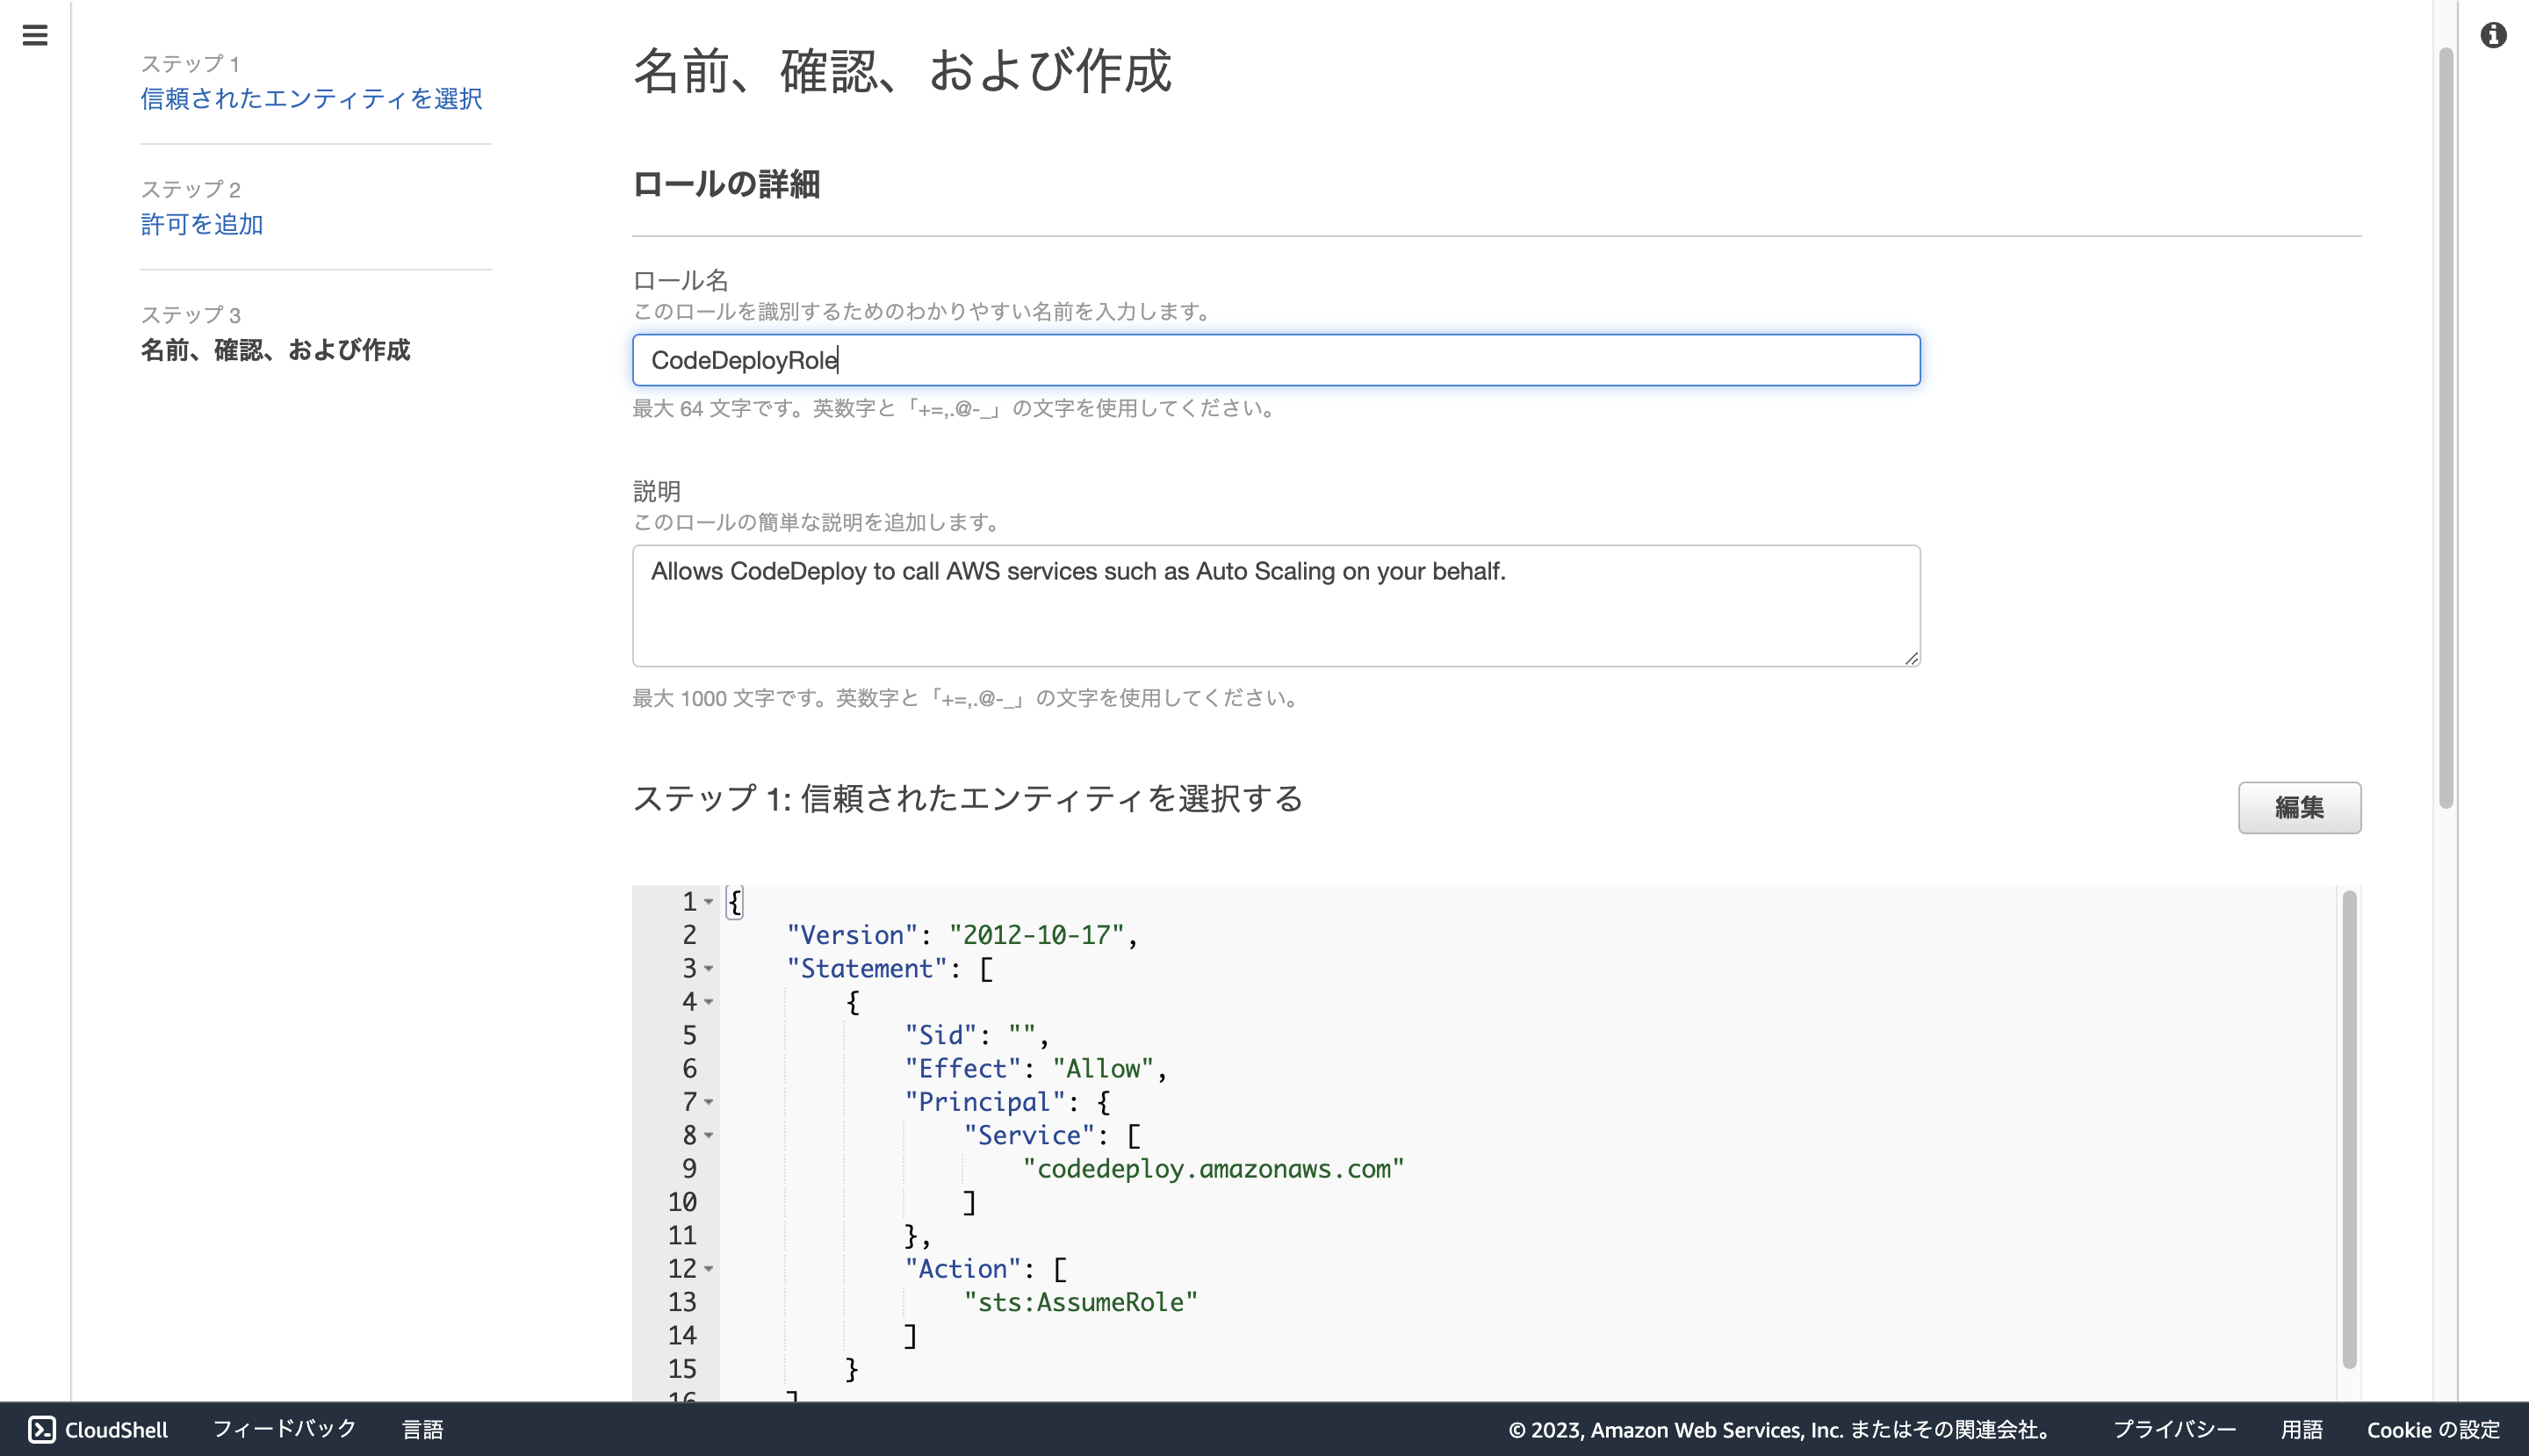 ステップ 1
信頼されたエンティティを選択
ステップ 2
許可を追加
ステップ 3
名前、確認、および作成
名前、確認、および作成
ロールの詳細
ロール名
このロールを識別するためのわかりやすい名前を入力します。
CodeDeployRole
最大 64 文字です。英数字と「+=,.@-_」の文字を使用してください。
説明
このロールの簡単な説明を追加します。
Allows CodeDeploy to call AWS services such as Auto Scaling on your behalf.
最大 1000 文字です。英数字と「+=,.@-_」の文字を使用してください。
ステップ 1: 信頼されたエンティティを選択する
編集
1 {
2 "Version": "2012-10-17",
3 "Statement": [
4 {
5 "Sid": "",
6 "Effect": "Allow",
7 "Principal": {
8 "Service": [
9 "codedeploy.amazonaws.com"
10 ]
11 },
12 "Action": [
13 "sts:AssumeRole"
14 ]
15 }
16 ]
CloudShell フィードバック 言語 © 2023, Amazon Web Services, Inc. またはその関連会社。 プライバシー 用語 Cookie の設定